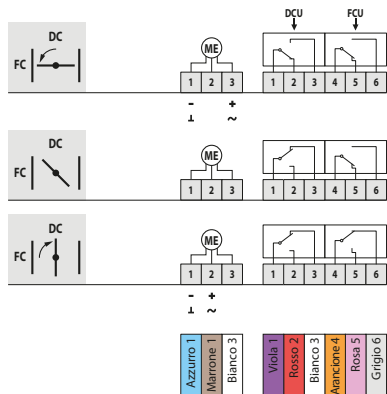 DCU FCU
DC
FC
ME
1 2 3 1 2 3 4 5 6
- +
⊥ ~
DC
FC
ME
1 2 3 1 2 3 4 5 6
DC
FC
ME
1 2 3 1 2 3 4 5 6
- +
⊥ ~
Azzurro 1
Marrone 1
Bianco 3
Viola 1
Rosso 2
Bianco 3
Arancione 4
Rosa 5
Grigio 6